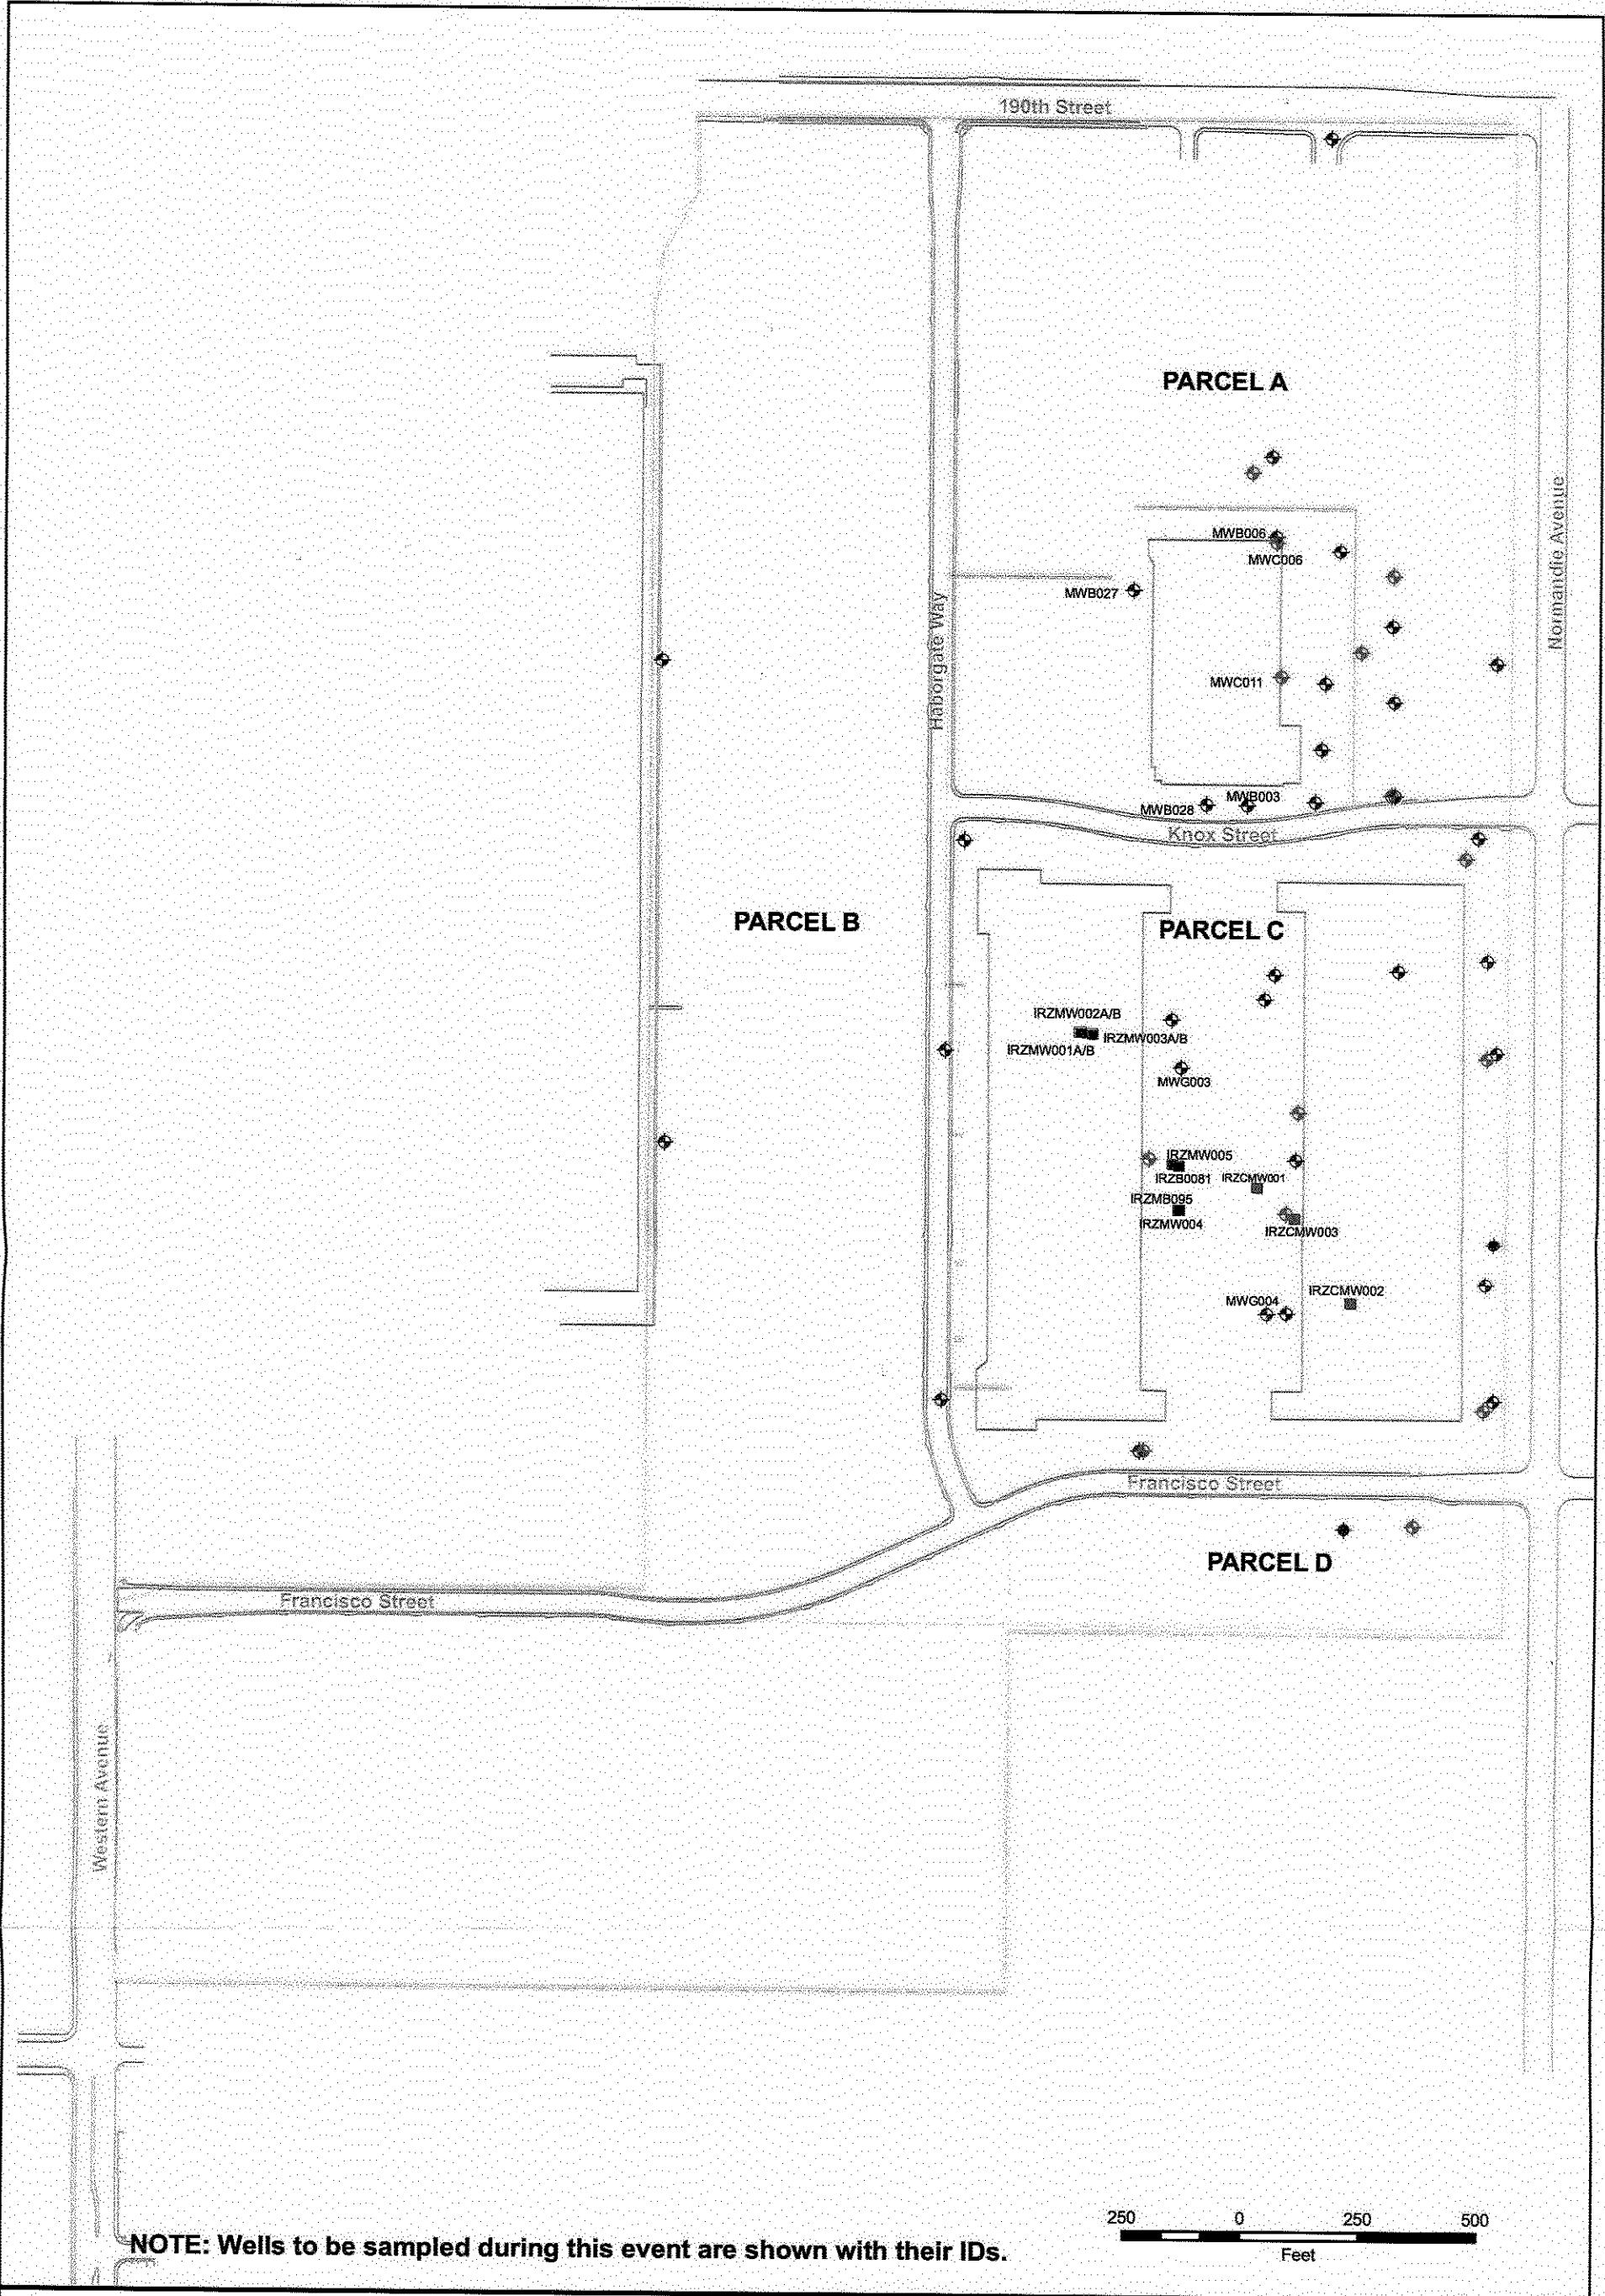 190th Street
PARCEL A
Normandie Avenue
MWB006
MWC006
MWB027
Haborgate Way
MWC011
MWB003
MWB028
Knox Street
PARCEL B
PARCEL C
IRZMW002A/B
IRZMW003A/B
IRZMW001A/B
MWG003
IRZMW005
IRZB0081
IRZCMW001
IRZMB095
IRZMW004
IRZCMW003
IRZCMW002
MWG004
Francisco Street
PARCEL D
Francisco Street
Western Avenue
250 0 250 500
Feet
NOTE: Wells to be sampled during this event are shown with their IDs.